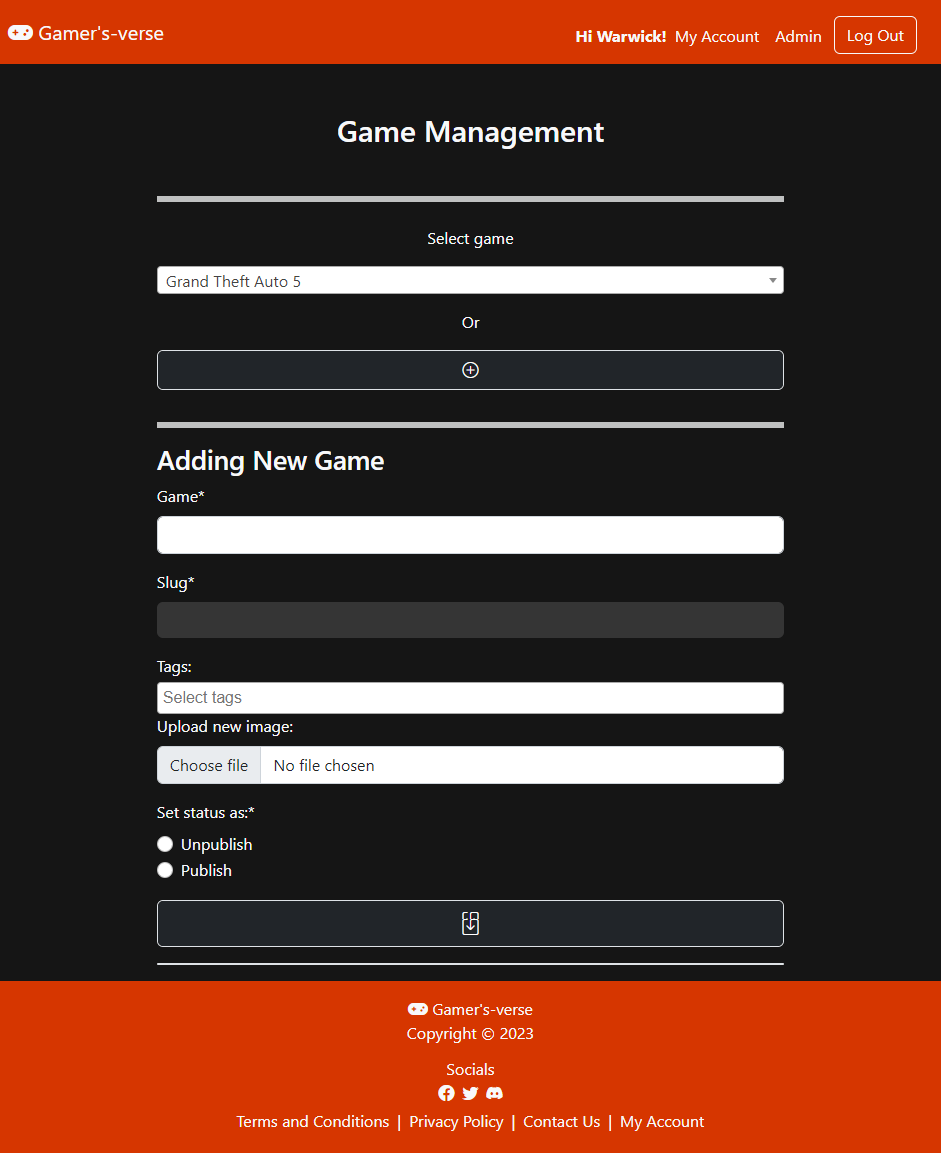 Gamer's-verse
Hi Warwick! My Account Admin Log Out
Game Management
Select game
Grand Theft Auto 5
Or
Adding New Game
Game*
Slug*
Tags:
Select tags
Upload new image:
Choose file No file chosen
Set status as:*
Unpublish
Publish
Gamer's-verse
Copyright © 2023
Socials
Terms and Conditions | Privacy Policy | Contact Us | My Account